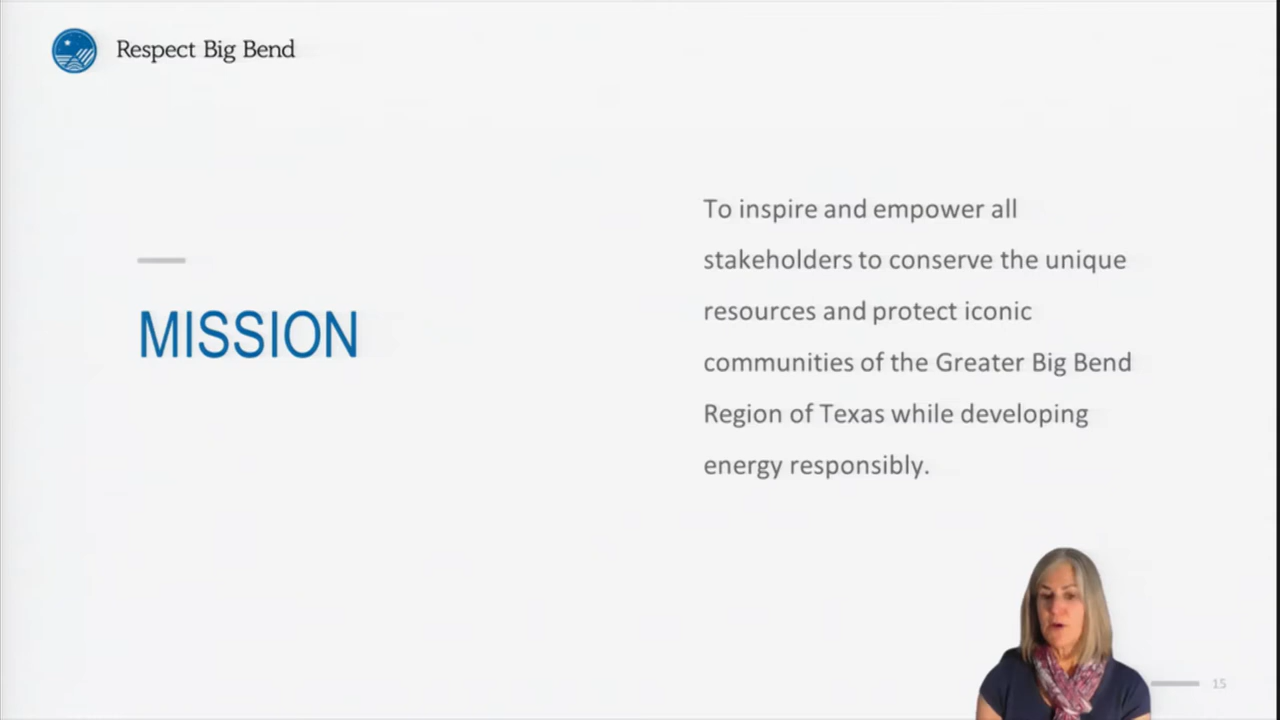 Respect Big Bend
MISSION
To inspire and empower all
stakeholders to conserve the unique
resources and protect iconic
communities of the Greater Big Bend
Region of Texas while developing
energy responsibly.
15